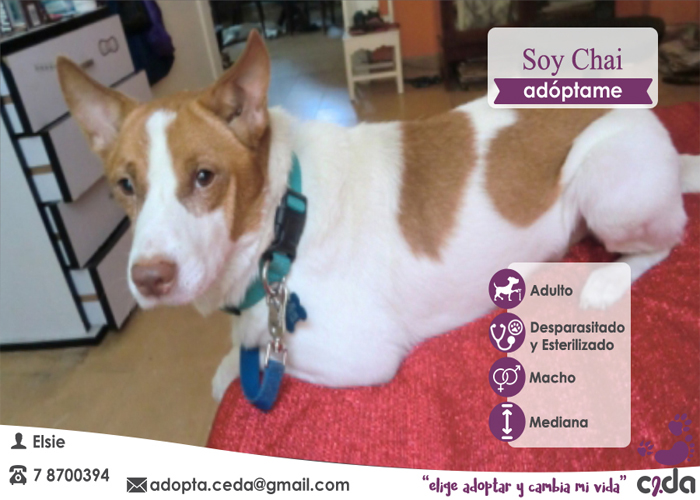 Soy Chai
adóptame
Adulto
Desparasitado
y Esterilizado
Macho
Mediana
Elsie
7 8700394
adopta.ceda@gmail.com
“elige adoptar y cambia mi vida”
ceda